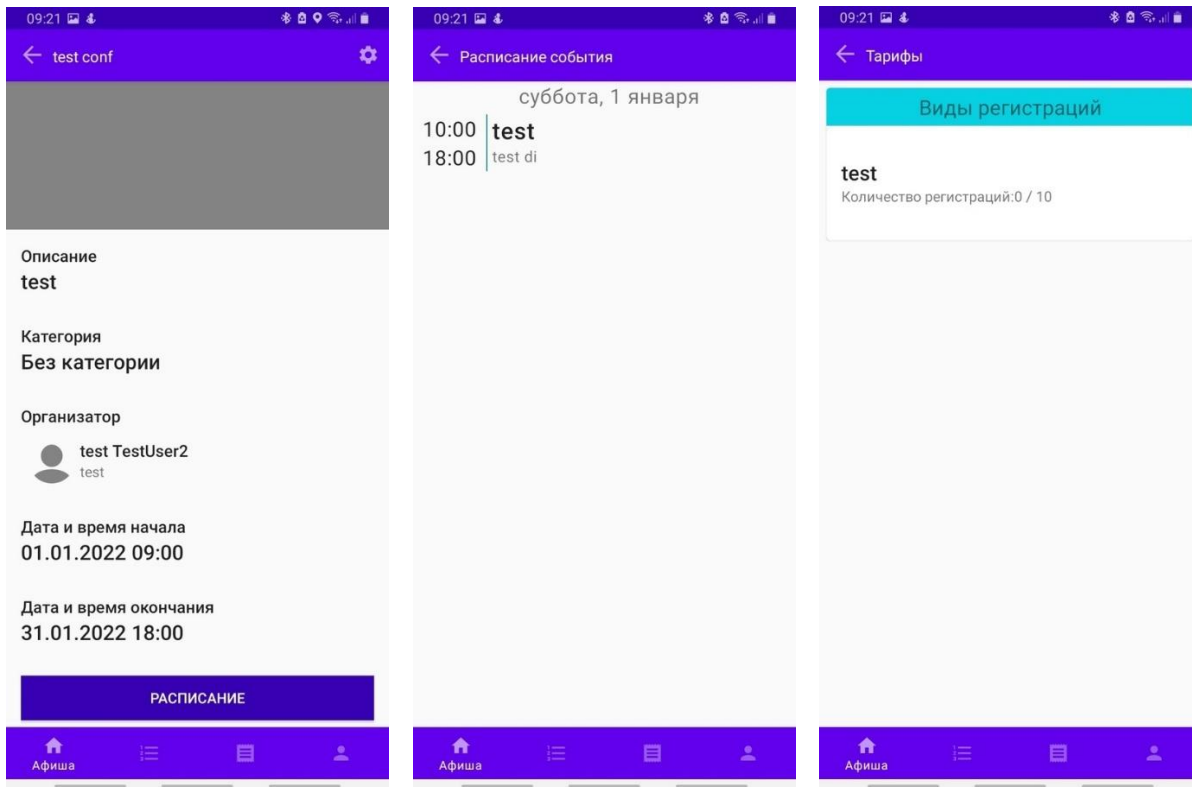 09:21
test conf
Описание
test
Категория
Без категории
Организатор
test TestUser2
test
Дата и время начала
01.01.2022 09:00
Дата и время окончания
31.01.2022 18:00
РАСПИСАНИЕ
Афиша
09:21
Расписание события
суббота, 1 января
10:00 test
18:00 test di
Афиша
09:21
Тарифы
Виды регистраций
test
Количество регистраций:0 / 10
Афиша